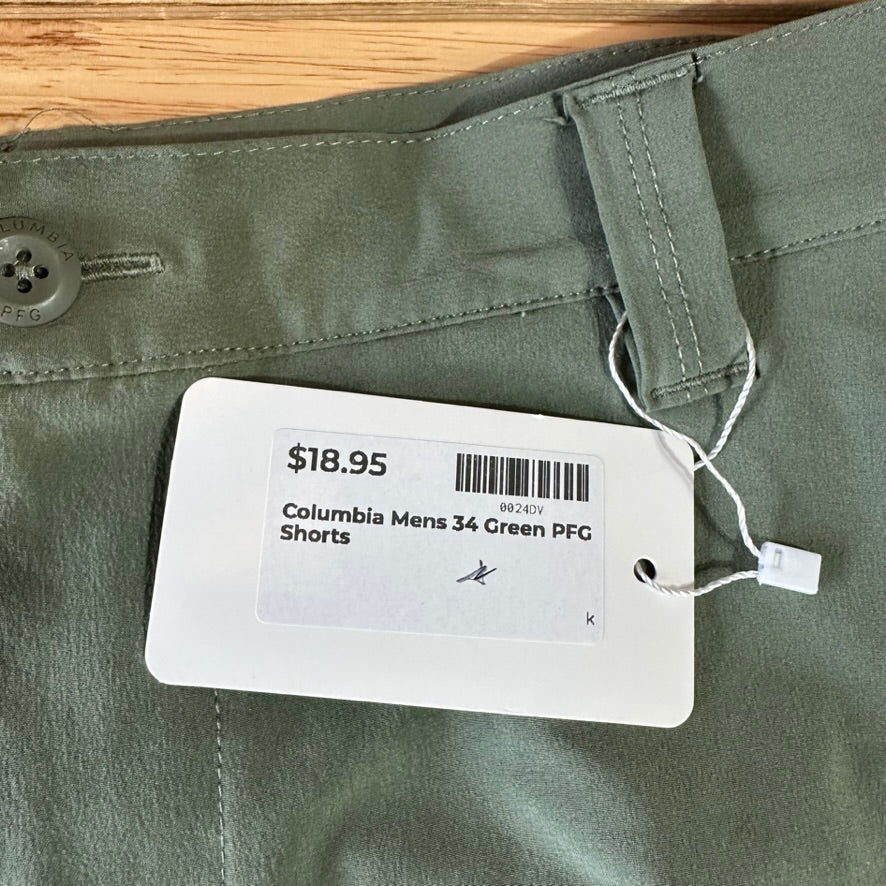 COLUMBIA
PFG
$18.95
0024DV
Columbia Mens 34 Green PFG
Shorts
k